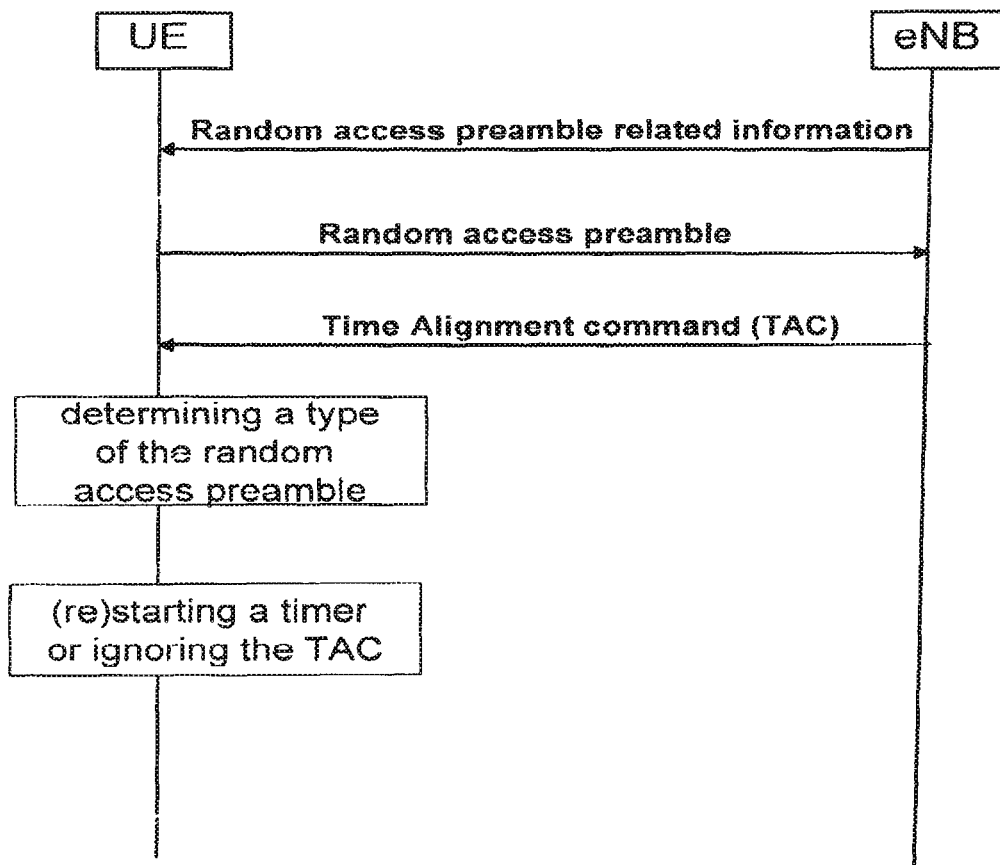 UE
eNB
Random access preamble related information
Random access preamble
Time Alignment command (TAC)
determining a type
of the random
access preamble
(re)starting a timer
or ignoring the TAC